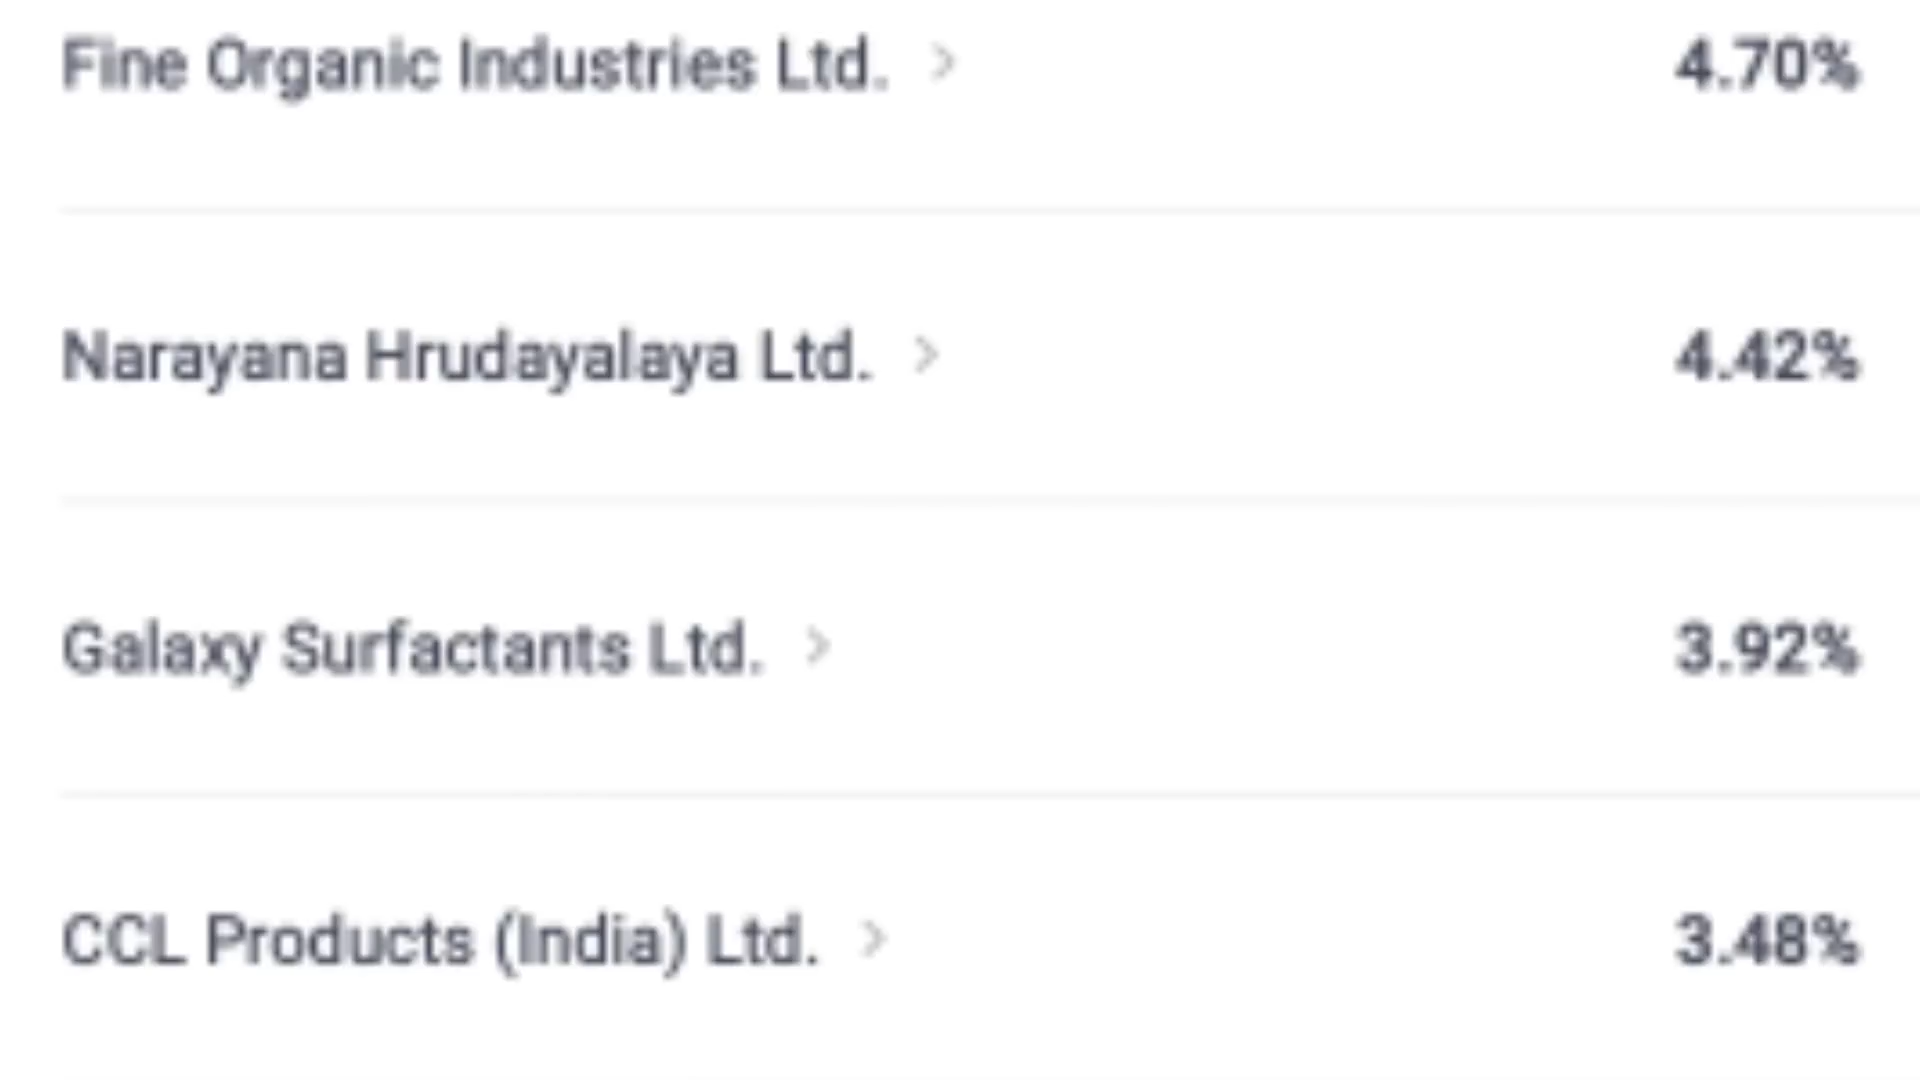 Fine Organic Industries Ltd. > 4.70%
Narayana Hrudayalaya Ltd. > 4.42%
Galaxy Surfactants Ltd. > 3.92%
CCL Products (India) Ltd. > 3.48%